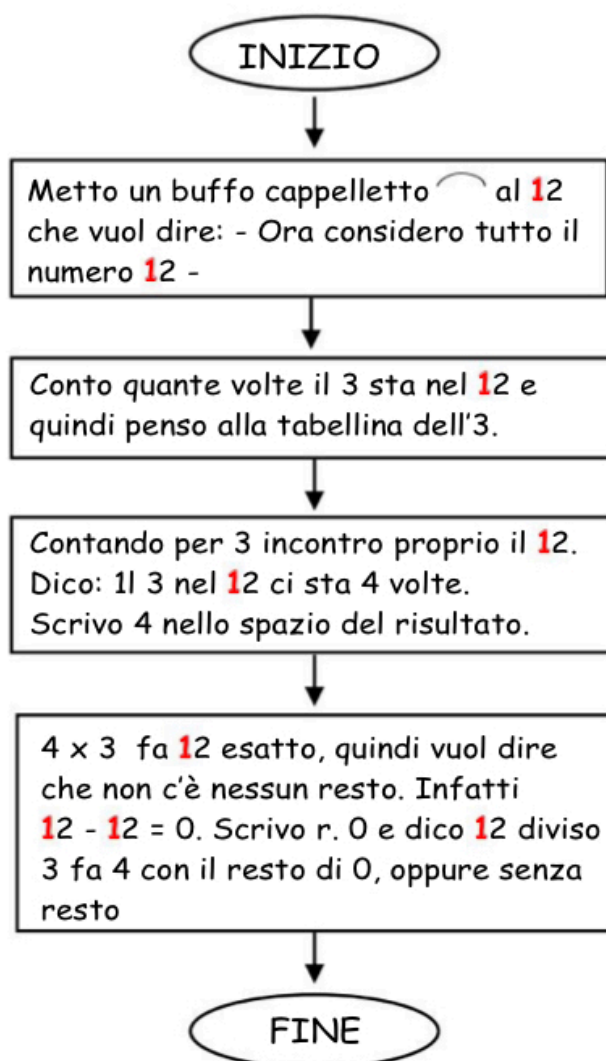 INIZIO
Metto un buffo cappelletto al 12
che vuol dire: - Ora considero tutto il
numero 12 -
Conto quante volte il 3 sta nel 12 e
quindi penso alla tabellina dell'3.
Contando per 3 incontro proprio il 12.
Dico: 1l 3 nel 12 ci sta 4 volte.
Scrivo 4 nello spazio del risultato.
4 x 3 fa 12 esatto, quindi vuol dire
che non c'è nessun resto. Infatti
12 - 12 = 0. Scrivo r. 0 e dico 12 diviso
3 fa 4 con il resto di 0, oppure senza
resto
FINE